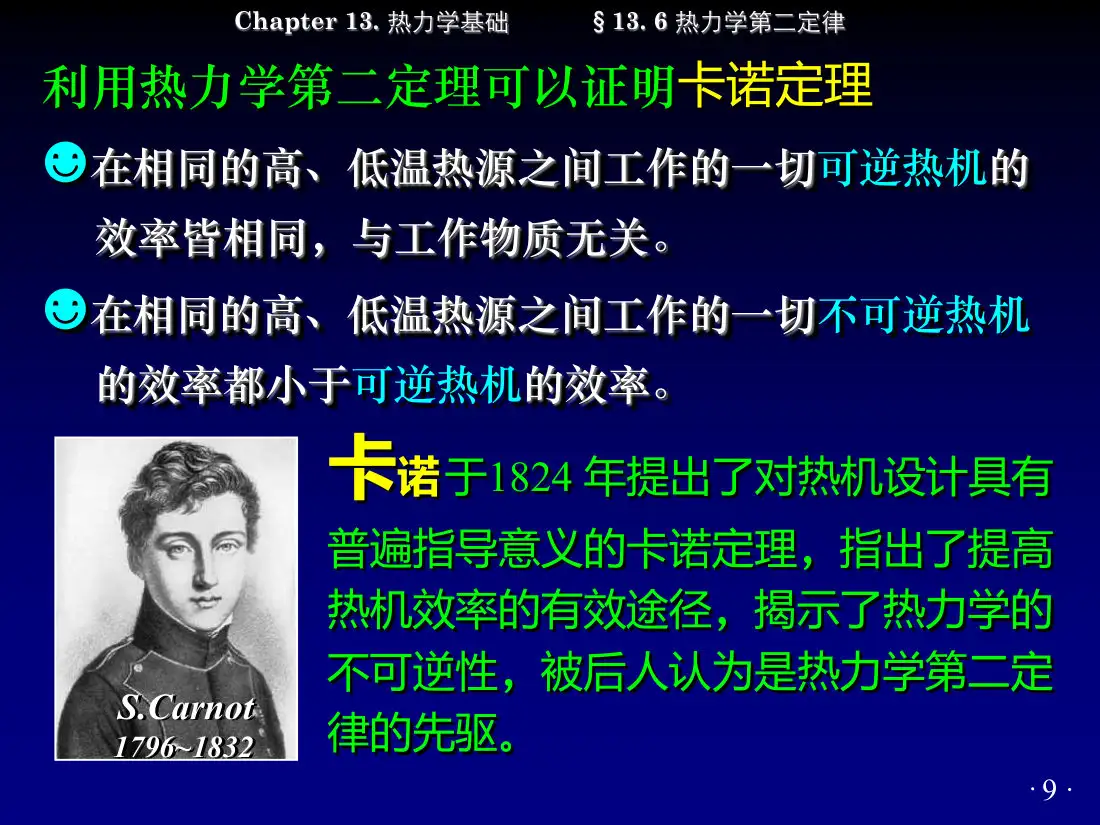 Chapter 13. 热力学基础 §13. 6 热力学第二定律
利用热力学第二定理可以证明卡诺定理
在相同的高、低温热源之间工作的一切可逆热机的
效率皆相同，与工作物质无关。
在相同的高、低温热源之间工作的一切不可逆热机
的效率都小于可逆热机的效率。
卡诺于1824 年提出了对热机设计具有
普遍指导意义的卡诺定理，指出了提高
热机效率的有效途径，揭示了热力学的
不可逆性，被后人认为是热力学第二定
律的先驱。
S.Carnot
1796~1832
· 9 ·